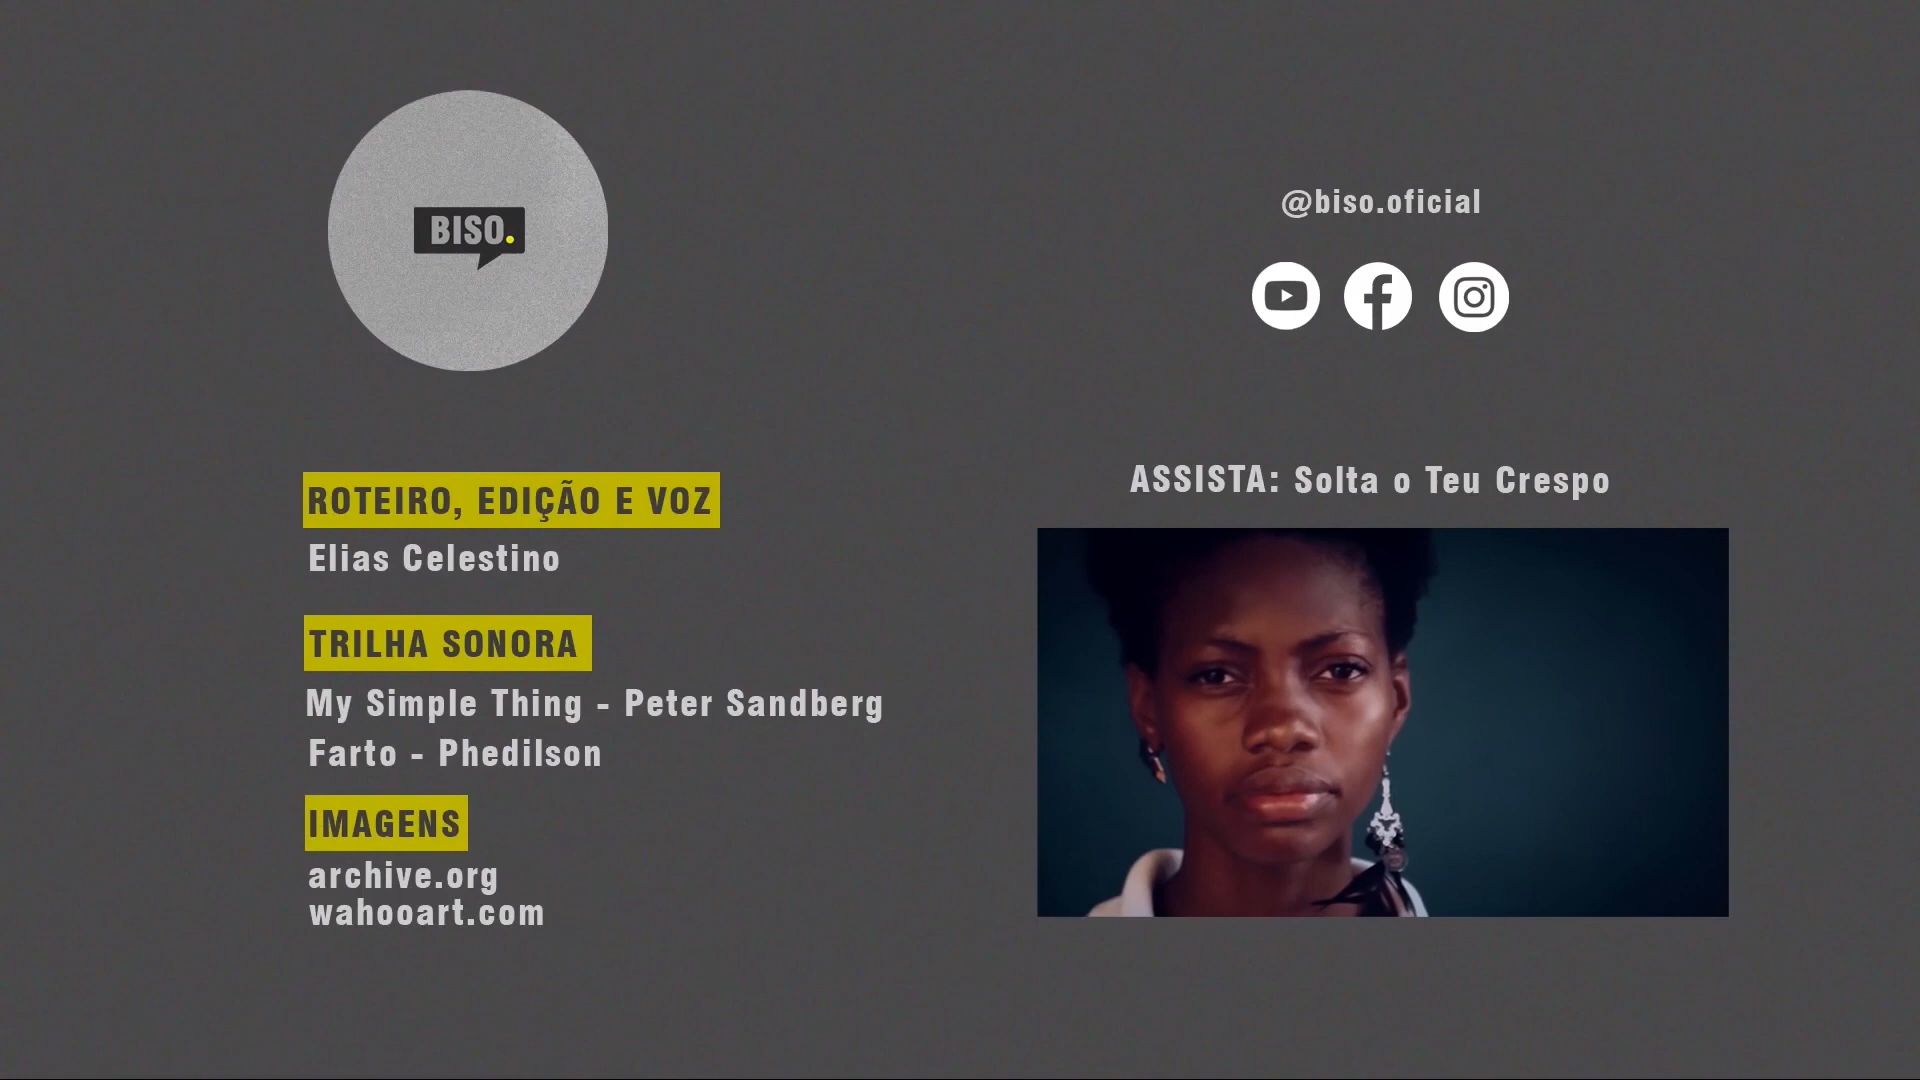 BISO.
@biso.oficial
ROTEIRO, EDIÇÃO E VOZ
Elias Celestino
TRILHA SONORA
My Simple Thing - Peter Sandberg
Farto - Phedilson
IMAGENS
archive.org
wahooart.com
ASSISTA: Solta o Teu Crespo